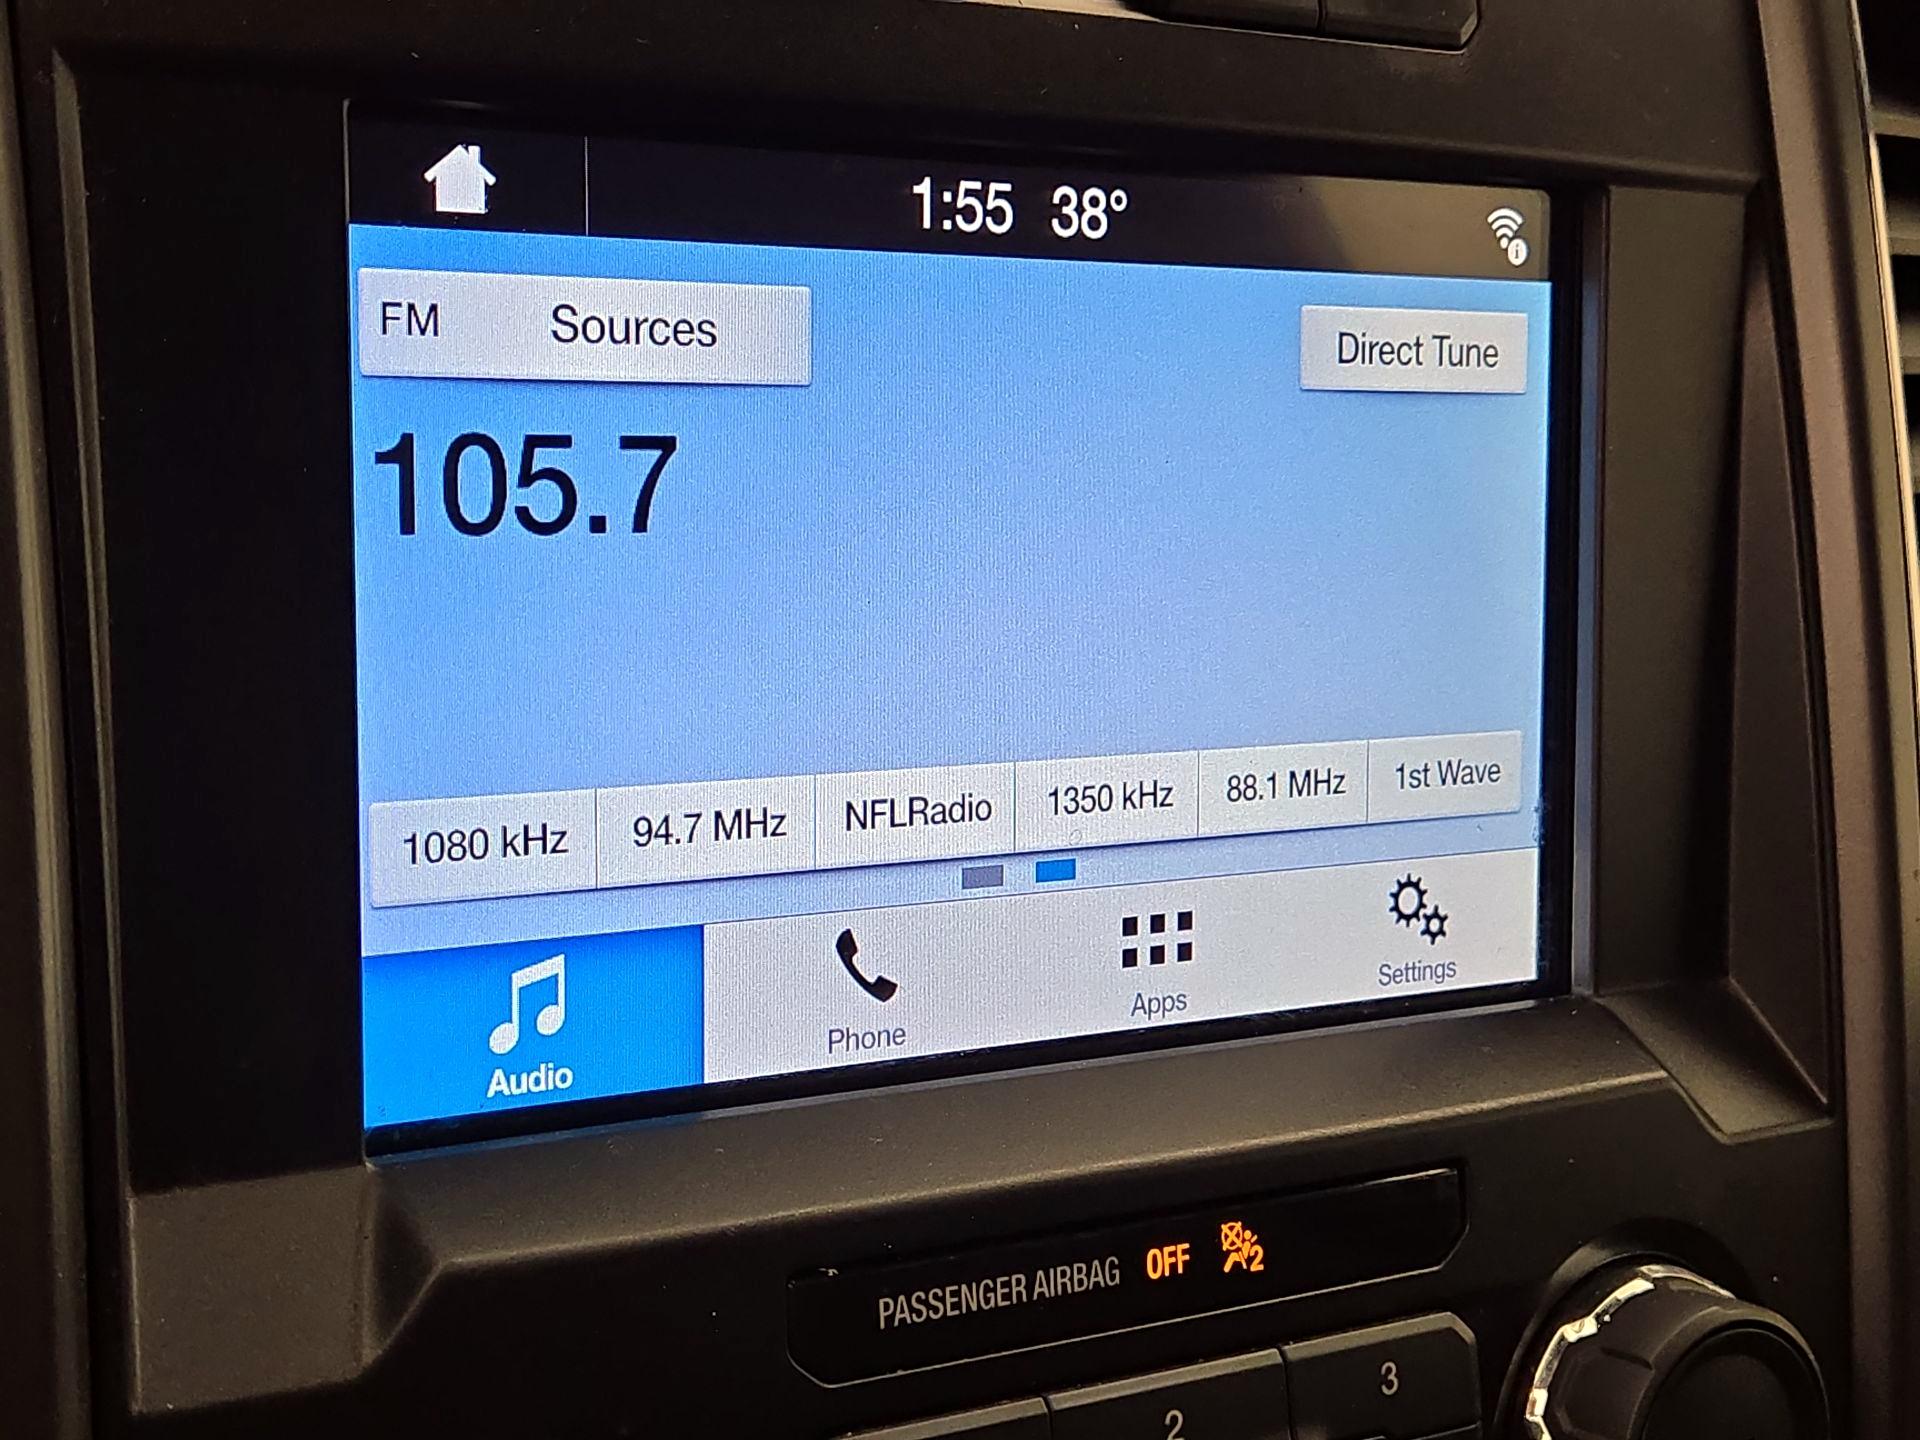 1:55 38°
FM Sources
Direct Tune
105.7
1080 kHz
94.7 MHz
NFLRadio
1350 kHz
88.1 MHz
1st Wave
Audio
Phone
Apps
Settings
PASSENGER AIRBAG OFF 2
2
3